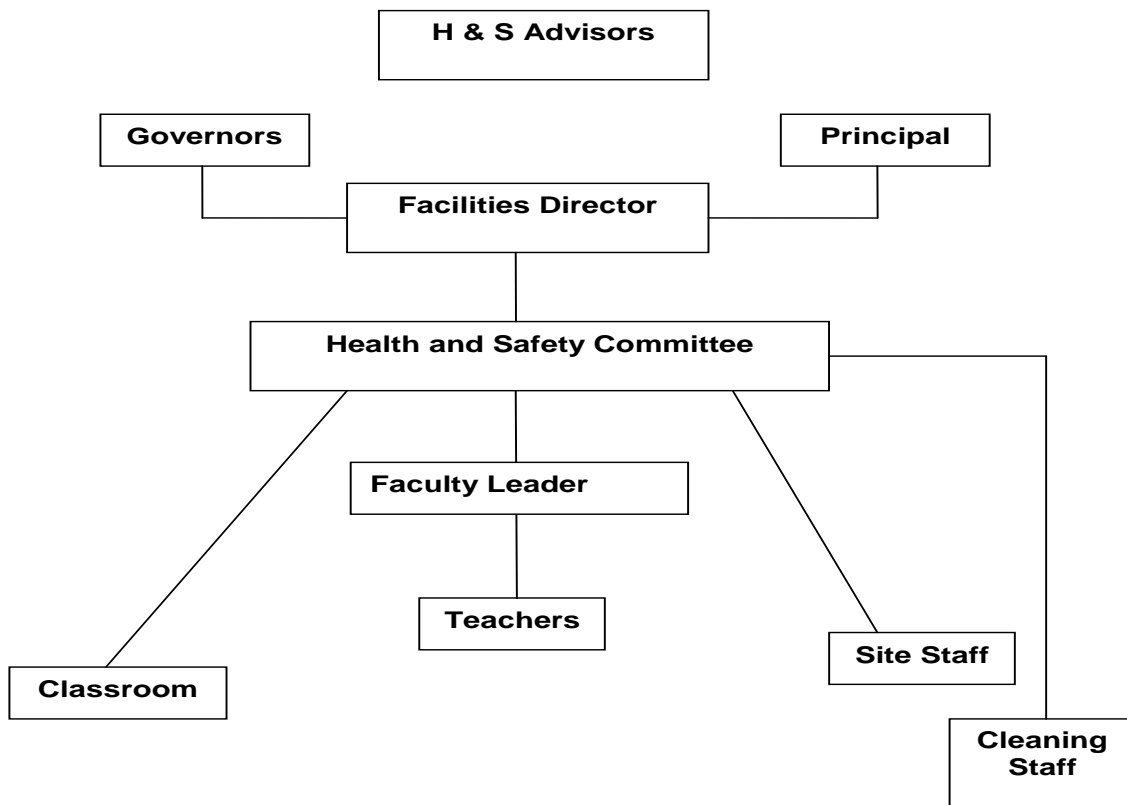 H & S Advisors
Governors
Principal
Facilities Director
Health and Safety Committee
Faculty Leader
Teachers
Site Staff
Classroom
Cleaning
Staff